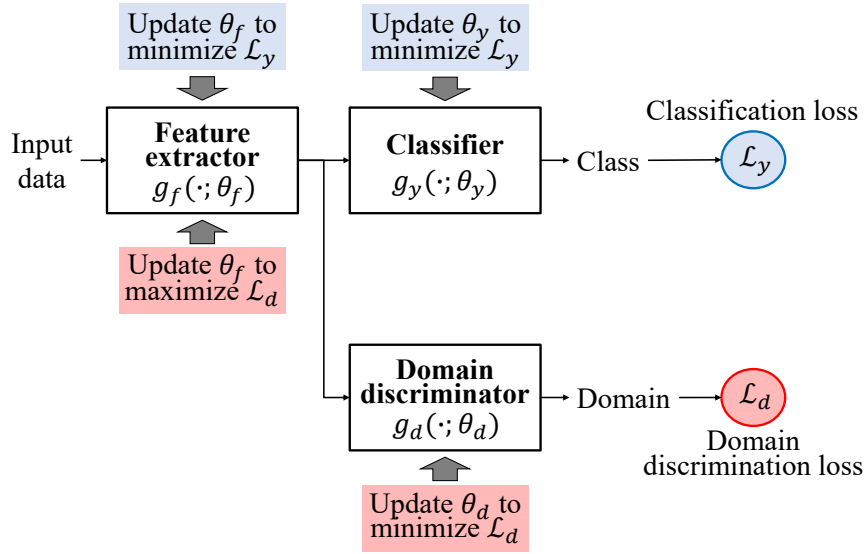 Update θ_f to
minimize ℒ_y
Update θ_y to
minimize ℒ_y
Input
data
Feature
extractor
g_f(·; θ_f)
Classifier
g_y(·; θ_y)
Class
Classification loss
ℒ_y
Update θ_f to
maximize ℒ_d
Domain
discriminator
g_d(·; θ_d)
Domain
ℒ_d
Domain
discrimination loss
Update θ_d to
minimize ℒ_d